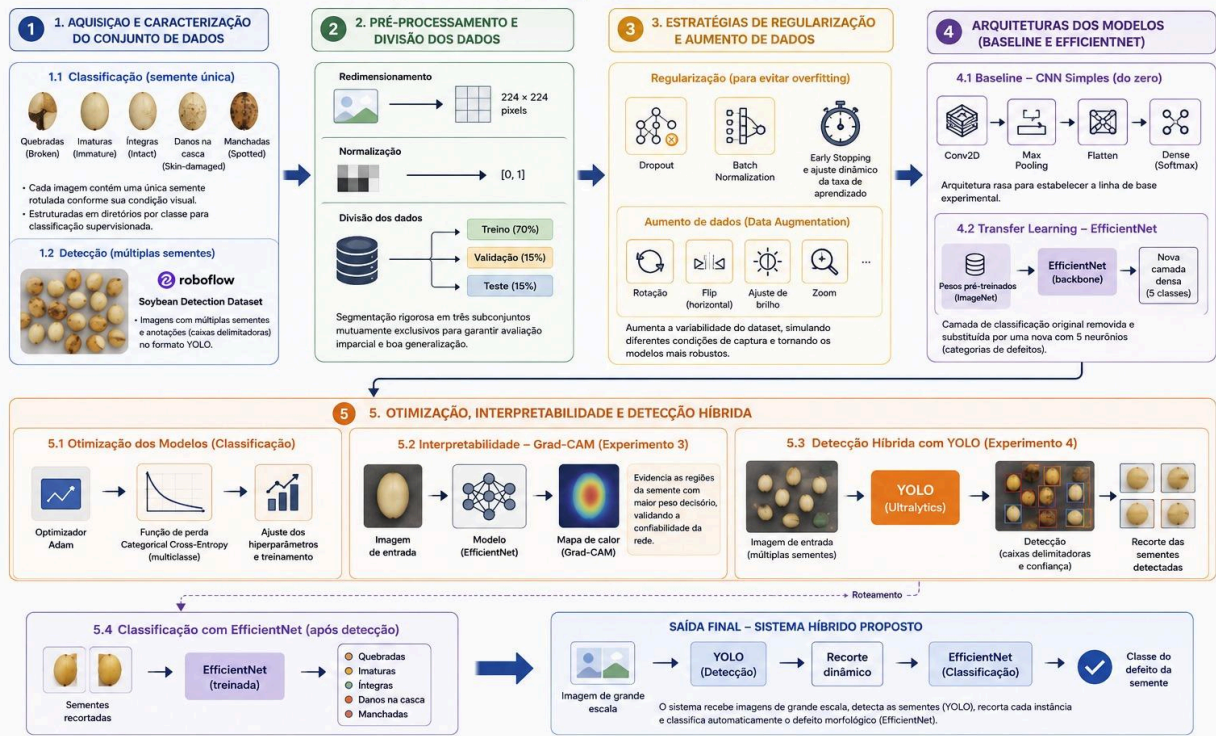 1
1. AQUISIÇÃO E CARACTERIZAÇÃO
DO CONJUNTO DE DADOS
1.1 Classificação (semente única)
Quebradas
(Broken)
Imaturas
(Immature)
Íntegras
(Intact)
Danos na
casca
(Skin-damaged)
Manchadas
(Spotted)
• Cada imagem contém uma única semente
rotulada conforme sua condição visual.
• Estruturadas em diretórios por classe para
classificação supervisionada.
1.2 Detecção (múltiplas sementes)
roboflow
Soybean Detection Dataset
• Imagens com múltiplas sementes
e anotações (caixas delimitadoras)
no formato YOLO.
2
2. PRÉ-PROCESSAMENTO E
DIVISÃO DOS DADOS
Redimensionamento
224 × 224
pixels
Normalização
[0, 1]
Divisão dos dados
Treino (70%)
Validação (15%)
Teste (15%)
Segmentação rigorosa em três subconjuntos
mutuamente exclusivos para garantir avaliação
imparcial e boa generalização.
3
3. ESTRATÉGIAS DE REGULARIZAÇÃO
E AUMENTO DE DADOS
Regularização (para evitar overfitting)
Dropout
Batch
Normalization
Early Stopping
e ajuste dinâmico
da taxa de
aprendizado
Aumento de dados (Data Augmentation)
Rotação
Flip
(horizontal)
Ajuste de
brilho
Zoom
...
Aumenta a variabilidade do dataset, simulando
diferentes condições de captura e tornando os
modelos mais robustos.
4
ARQUITETURAS DOS MODELOS
(BASELINE E EFFICIENTNET)
4.1 Baseline – CNN Simples (do zero)
Conv2D
Max
Pooling
Flatten
Dense
(Softmax)
Arquitetura rasa para estabelecer a linha de base
experimental.
4.2 Transfer Learning – EfficientNet
Pesos pré-treinados
(ImageNet)
EfficientNet
(backbone)
Nova
camada
densa
(5 classes)
Camada de classificação original removida e
substituída por uma nova com 5 neurônios
(categorias de defeitos).
5
5. OTIMIZAÇÃO, INTERPRETABILIDADE E DETECÇÃO HÍBRIDA
5.1 Otimização dos Modelos (Classificação)
Optimizador
Adam
Função de perda
Categorical Cross-Entropy
(multiclasse)
Ajuste dos
hiperparâmetros
e treinamento
5.2 Interpretabilidade – Grad-CAM (Experimento 3)
Imagem
de entrada
Modelo
(EfficientNet)
Mapa de calor
(Grad-CAM)
Evidencia as regiões
da semente com
maior peso decisório,
validando a
confiabilidade da
rede.
5.3 Detecção Híbrida com YOLO (Experimento 4)
Imagem de entrada
(múltiplas sementes)
YOLO
(Ultralytics)
Detecção
(caixas delimitadoras
e confiança)
Recorte das
sementes
detectadas
Roteamento
5.4 Classificação com EfficientNet (após detecção)
Sementes
recortadas
EfficientNet
(treinada)
Quebradas
Imaturas
Íntegras
Danos na casca
Manchadas
SAÍDA FINAL – SISTEMA HÍBRIDO PROPOSTO
Imagem de grande
escala
YOLO
(Detecção)
Recorte
dinâmico
EfficientNet
(Classificação)
Classe do
defeito da
semente
O sistema recebe imagens de grande escala, detecta as sementes (YOLO), recorta cada instância
e classifica automaticamente o defeito morfológico (EfficientNet).